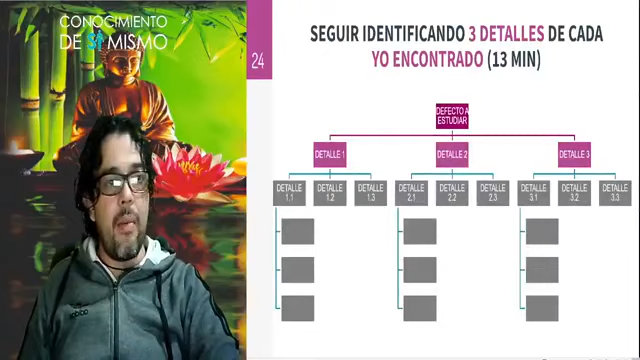 CONOCIMIENTO
DE SÍ MISMO
24
SEGUIR IDENTIFICANDO 3 DETALLES DE CADA
YO ENCONTRADO (13 MIN)
DEFECTO A
ESTUDIAR
DETALLE 1
DETALLE 2
DETALLE 3
DETALLE
1.1
DETALLE
1.2
DETALLE
1.3
DETALLE
2.1
DETALLE
2.2
DETALLE
2.3
DETALLE
3.1
DETALLE
3.2
DETALLE
3.3